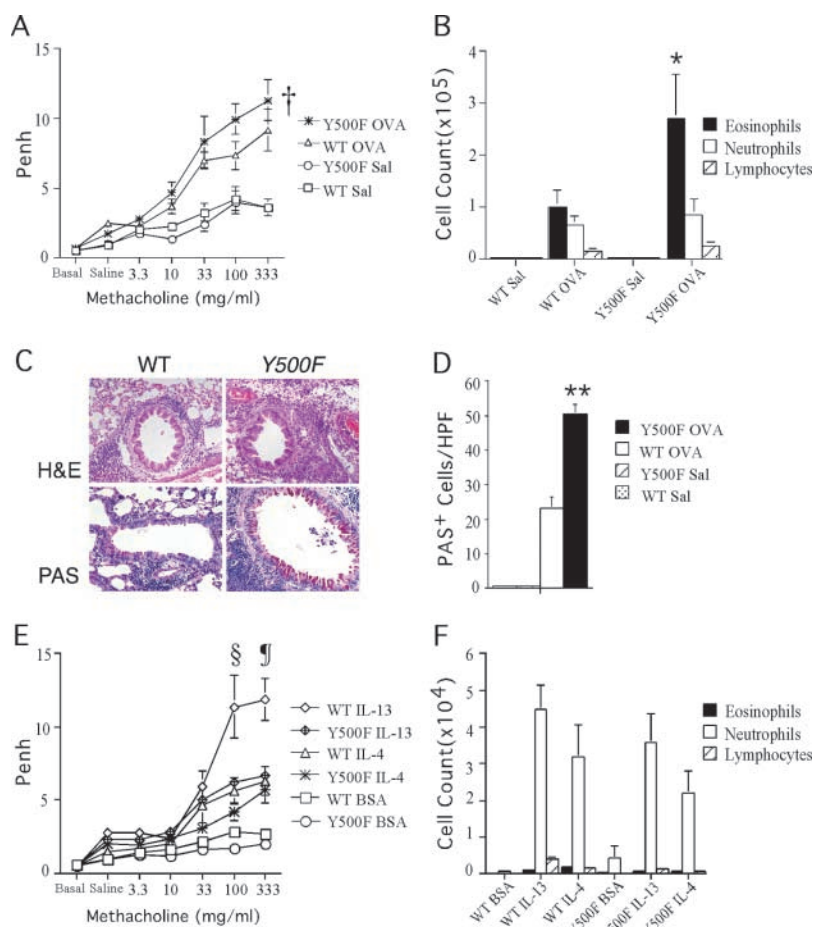 A
15
10
5
0
Penh
Basal Saline 3.3 10 33 100 333
Methacholine (mg/ml)
†
Y500F OVA
WT OVA
Y500F Sal
WT Sal
B
4
3
2
1
0
Cell Count(x10⁵)
*
WT Sal
WT OVA
Y500F Sal
Y500F OVA
Eosinophils
Neutrophils
Lymphocytes
C
WT Y500F
H&E
PAS
D
60
50
40
30
20
10
0
PAS⁺ Cells/HPF
**
Y500F OVA
WT OVA
Y500F Sal
WT Sal
E
15
10
5
0
Penh
§ ¶
Basal Saline 3.3 10 33 100 333
Methacholine (mg/ml)
WT IL-13
Y500F IL-13
WT IL-4
Y500F IL-4
WT BSA
Y500F BSA
F
6
5
4
3
2
1
0
Cell Count(x10⁴)
WT BSA
WT IL-13
WT IL-4
Y500F BSA
Y500F IL-13
Y500F IL-4
Eosinophils
Neutrophils
Lymphocytes